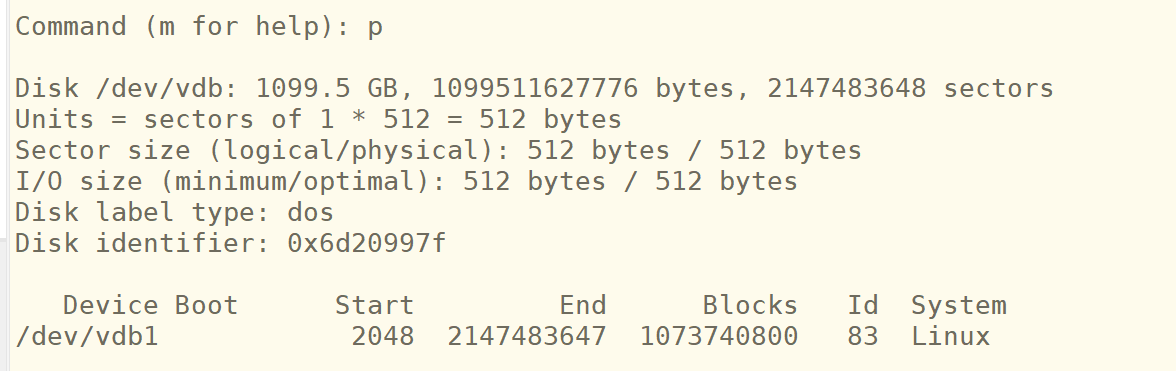 Command (m for help): p
Disk /dev/vdb: 1099.5 GB, 1099511627776 bytes, 2147483648 sectors
Units = sectors of 1 * 512 = 512 bytes
Sector size (logical/physical): 512 bytes / 512 bytes
I/O size (minimum/optimal): 512 bytes / 512 bytes
Disk label type: dos
Disk identifier: 0x6d20997f
   Device Boot      Start         End      Blocks   Id  System
/dev/vdb1            2048  2147483647  1073740800   83  Linux